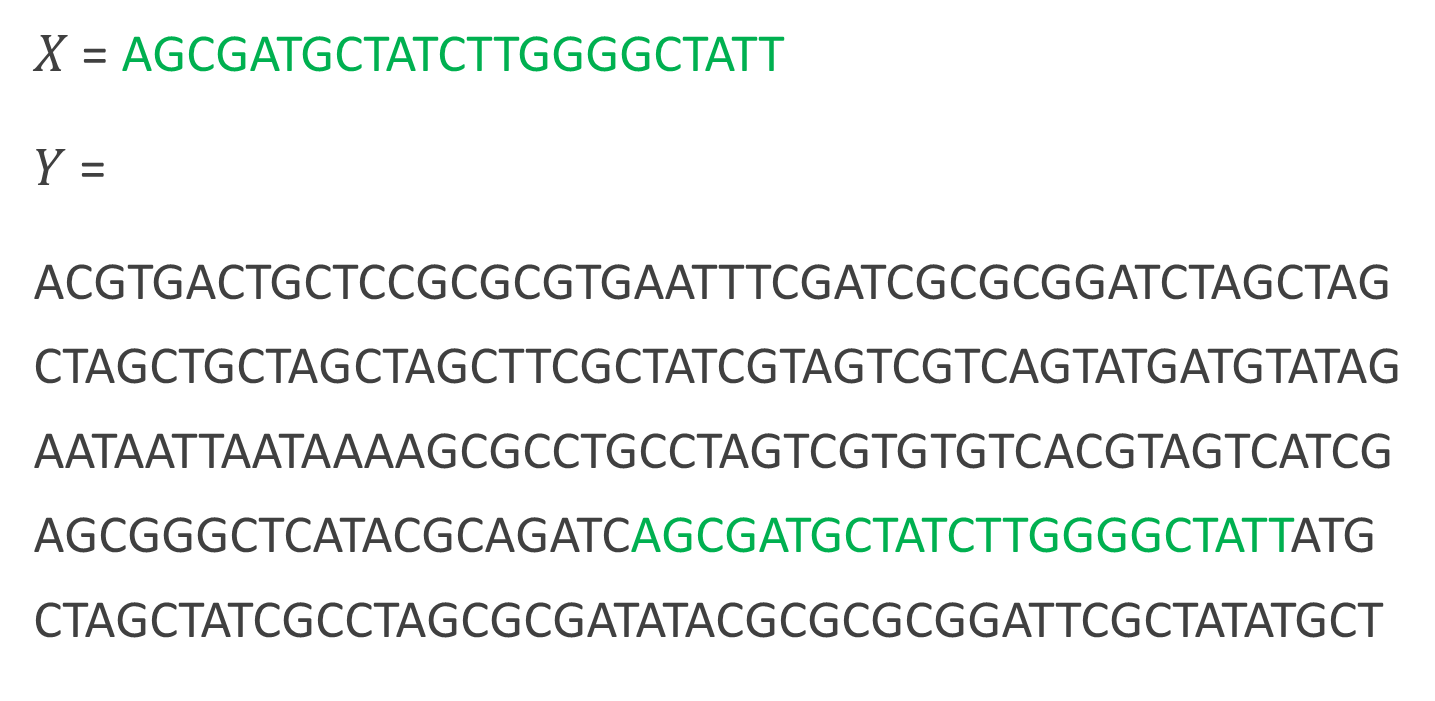 X = AGCGATGCTATCTTGGGGCTATT
Y =
ACGTGACTGCTCCGCGCGTGAATTTCGATCGCGCGGATCTAGCTAG
CTAGCTGCTAGCTAGCTTCGCTATCGTAGTCGTCAGTATGATGTATAG
AATAATTAATAAAAGCGCCTGCCTAGTCGTGTGTCACGTAGTCATCG
AGCGGGCTCATACGCAGATCAGCGATGCTATCTTGGGGCTATTATG
CTAGCTATCGCCTAGCGCGATATACGCGCGCGGATTCGCTATATGCT